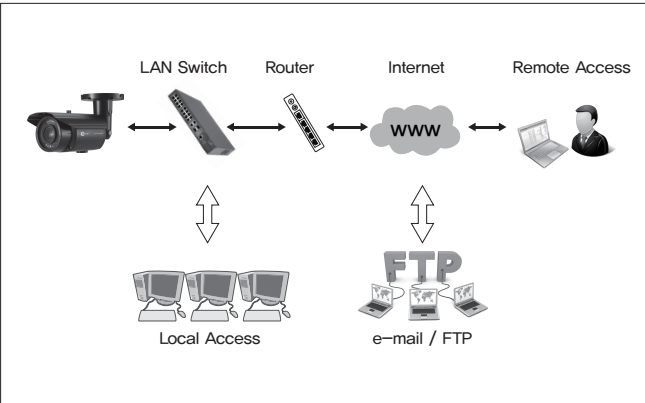 LAN Switch
Router
Internet
Remote Access
www
FTP
Local Access
e-mail / FTP